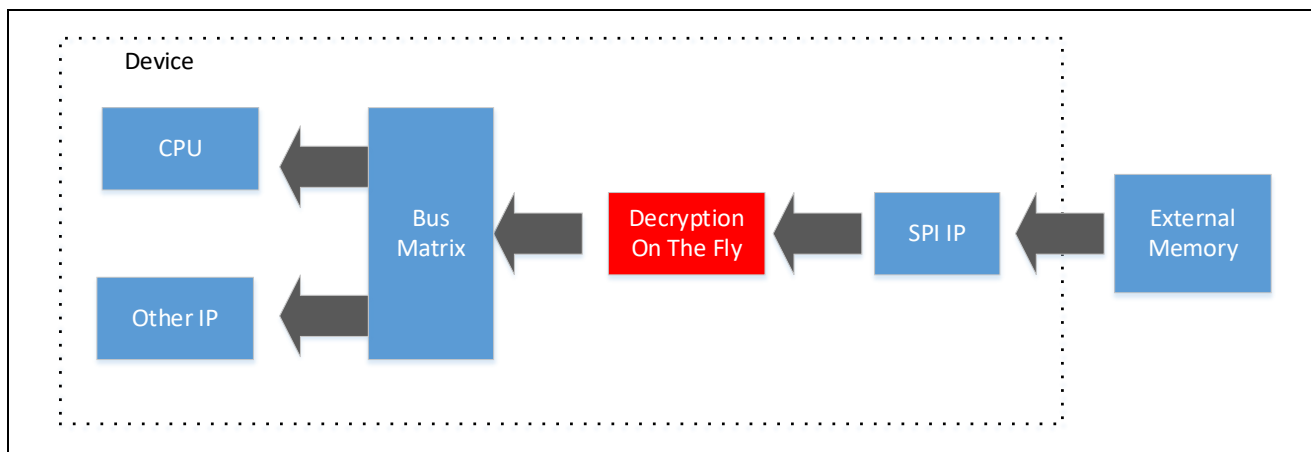 Device
CPU
Other IP
Bus
Matrix
Decryption
On The Fly
SPI IP
External
Memory